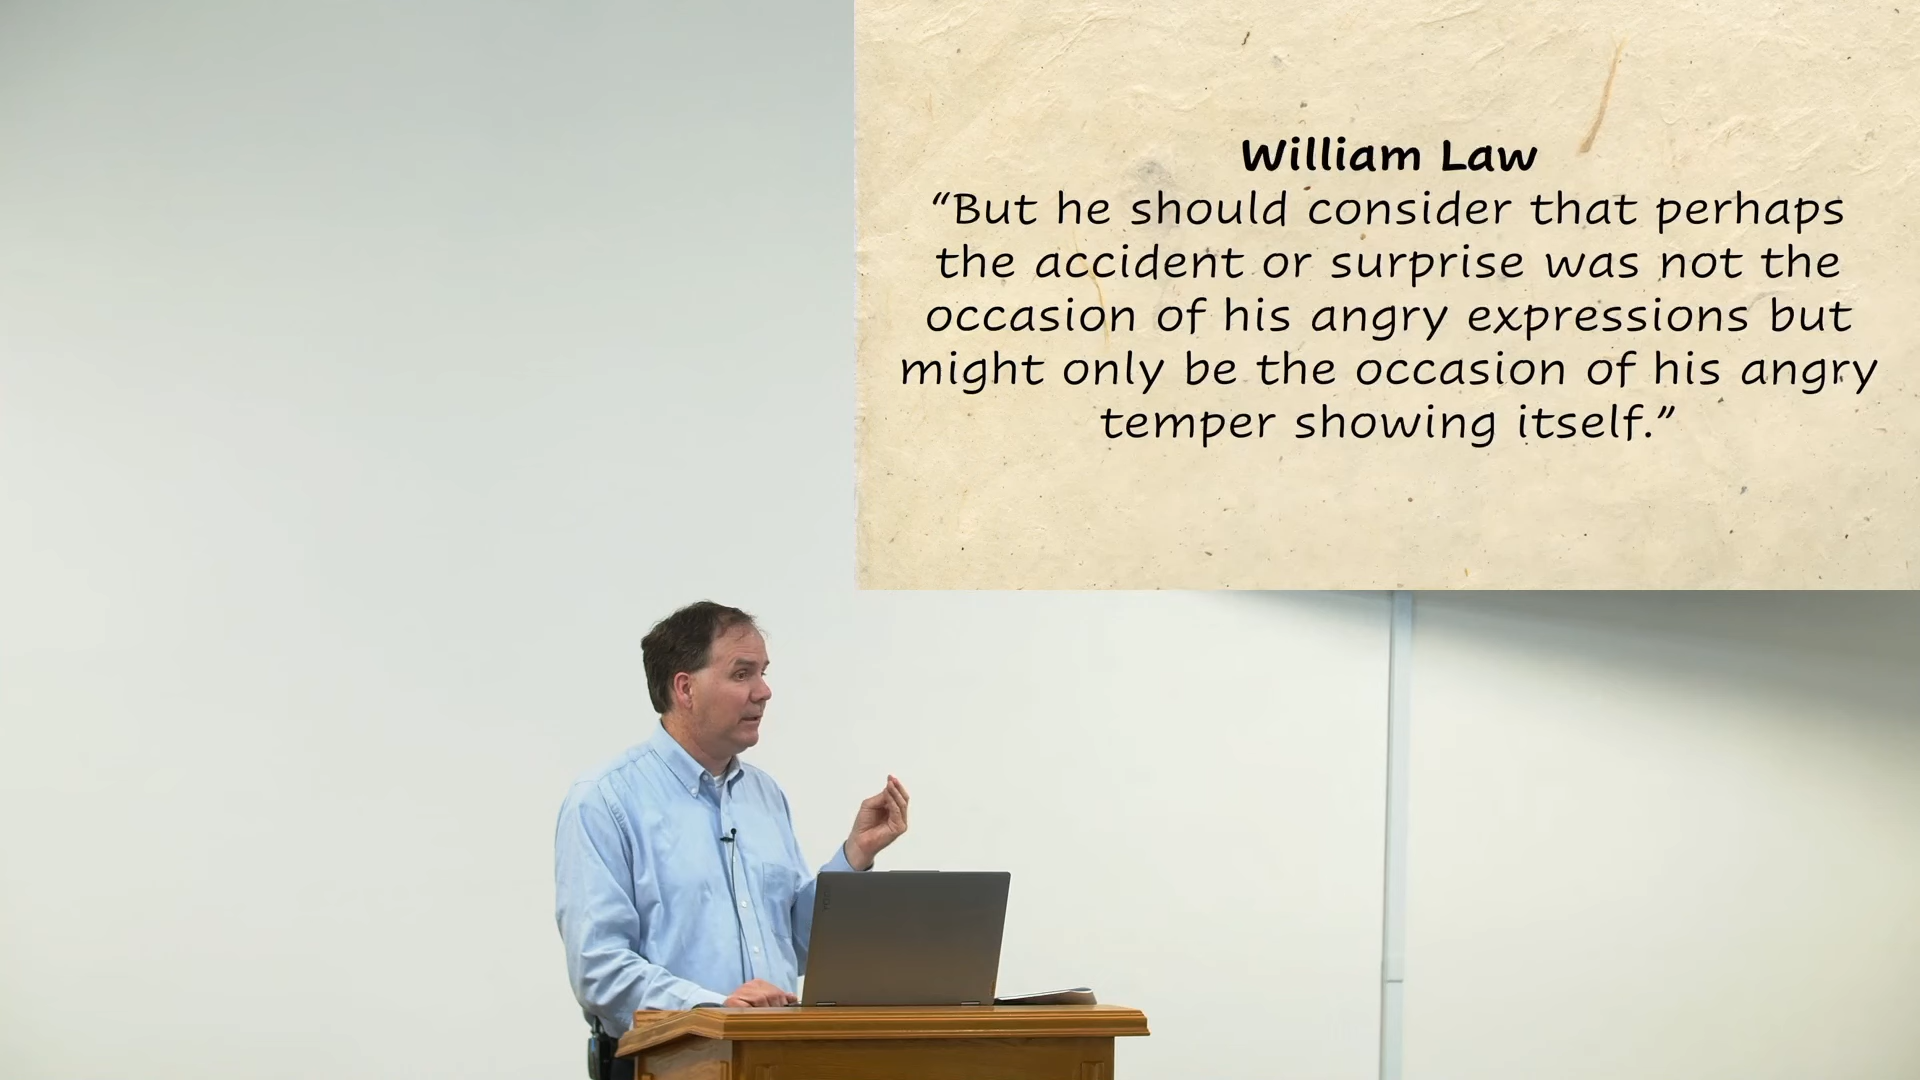 William Law
“But he should consider that perhaps
the accident or surprise was not the
occasion of his angry expressions but
might only be the occasion of his angry
temper showing itself.”